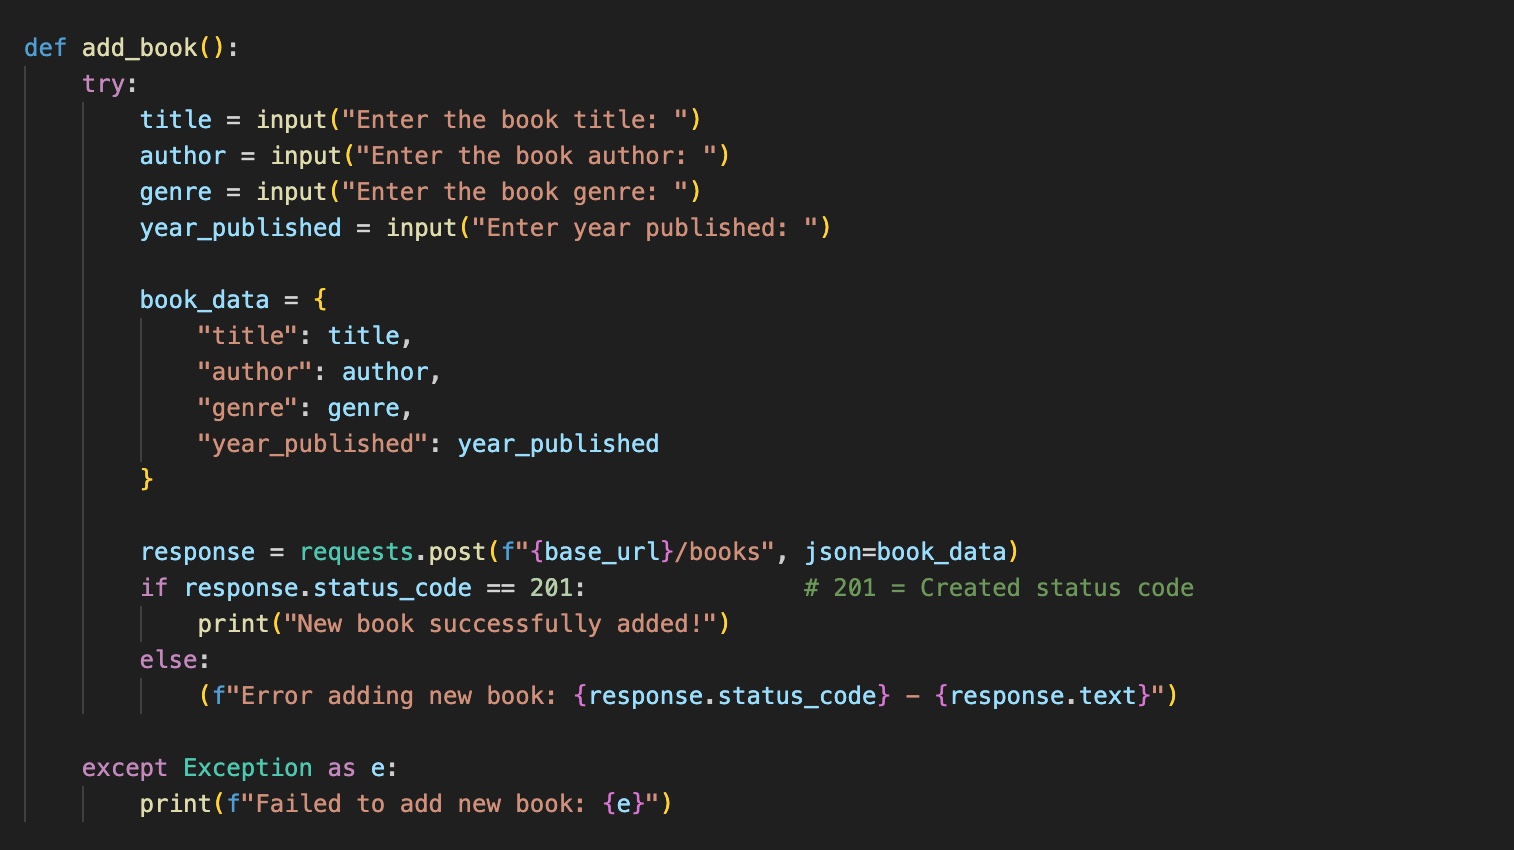 def add_book():
    try:
        title = input("Enter the book title: ")
        author = input("Enter the book author: ")
        genre = input("Enter the book genre: ")
        year_published = input("Enter year published: ")

        book_data = {
            "title": title,
            "author": author,
            "genre": genre,
            "year_published": year_published
        }

        response = requests.post(f"{base_url}/books", json=book_data)
        if response.status_code == 201:               # 201 = Created status code
            print("New book successfully added!")
        else:
            (f"Error adding new book: {response.status_code} - {response.text}")

    except Exception as e:
        print(f"Failed to add new book: {e}")